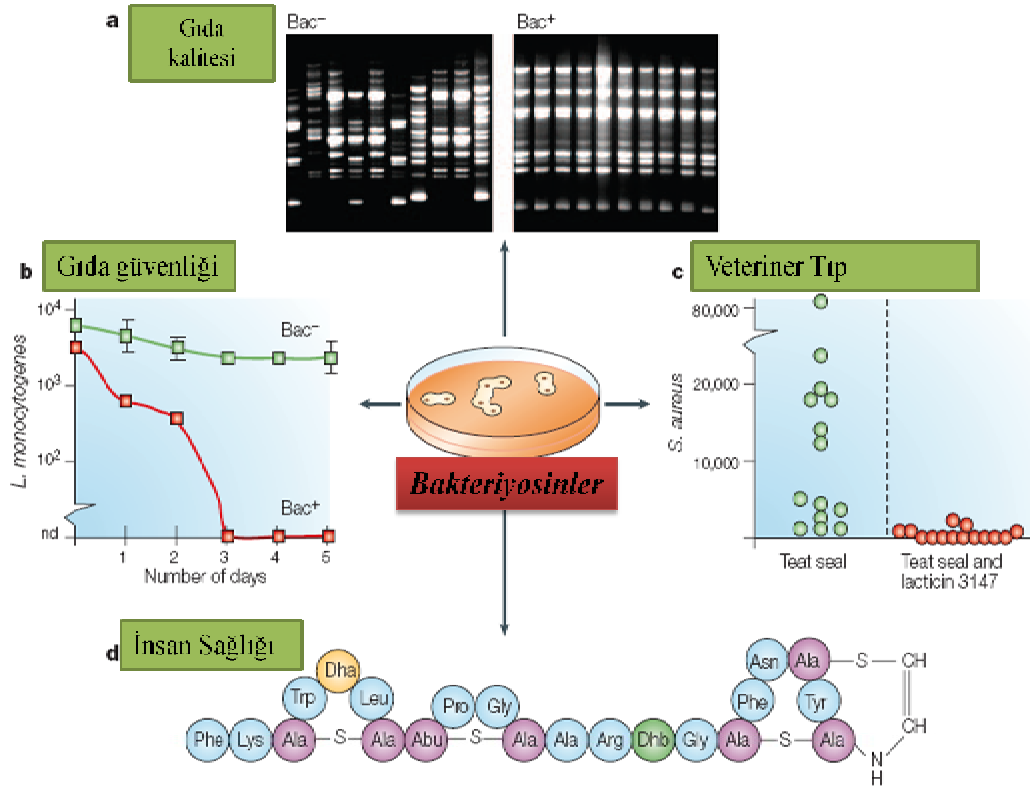 a
Gıda
kalitesi
Bac⁻
Bac⁺
b
Gıda güvenliği
L. monocytogenes
10⁴
10³
10²
nd
Bac⁻
Bac⁺
1 2 3 4 5
Number of days
c
Veteriner Tıp
S. aureus
80,000
20,000
10,000
Teat seal
Teat seal and
lacticin 3147
Bakteriyosinler
d
İnsan Sağlığı
Dha
Trp Leu
Pro Gly
Phe Lys Ala S Ala Abu S Ala Ala Arg Dhb Gly Ala S Ala
Asn Ala S CH
Phe Tyr
CH
N
H